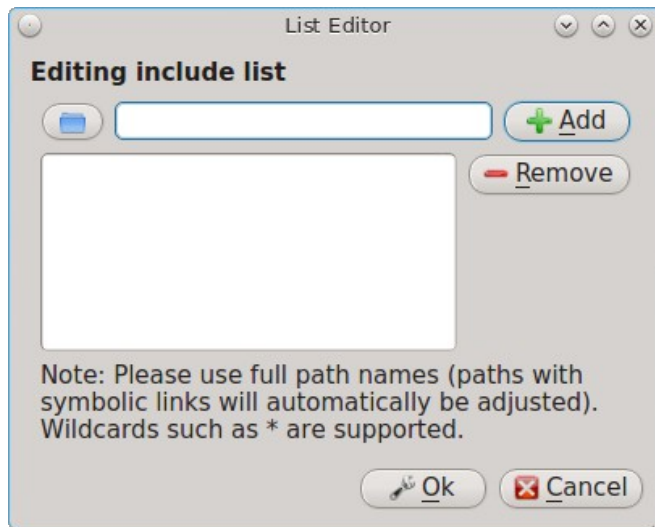 List Editor
Editing include list
Add
Remove
Note: Please use full path names (paths with
symbolic links will automatically be adjusted).
Wildcards such as * are supported.
Ok
Cancel